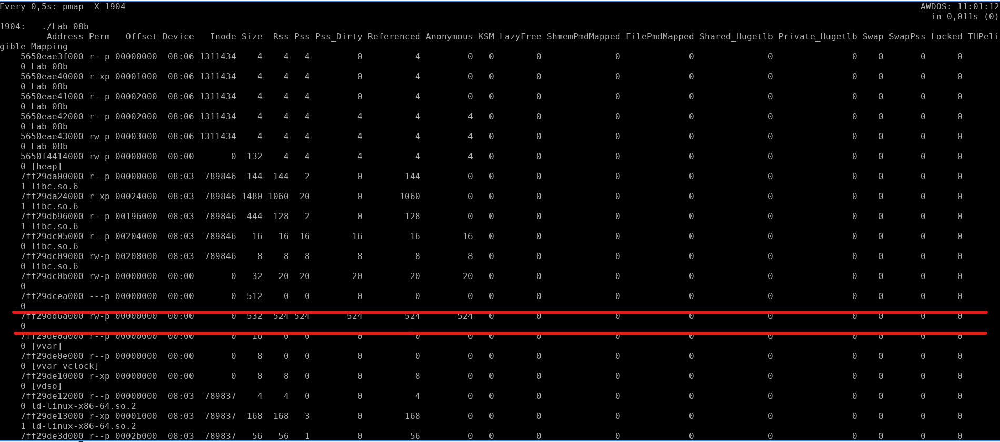 Every 0,5s: pmap -X 1904 AWDOS: 11:01:12
in 0,011s (0)
1904: ./Lab-08b
Address Perm Offset Device Inode Size Rss Pss Pss_Dirty Referenced Anonymous KSM LazyFree ShmemPmdMapped FilePmdMapped Shared_Hugetlb Private_Hugetlb Swap SwapPss Locked THPeli
gible Mapping
5650eae3f000 r--p 00000000 08:06 1311434 4 4 4 0 4 0 0 0 0 0 0 0 0 0 0
0 Lab-08b
5650eae40000 r-xp 00001000 08:06 1311434 4 4 4 0 4 0 0 0 0 0 0 0 0 0 0
0 Lab-08b
5650eae41000 r--p 00002000 08:06 1311434 4 4 4 0 4 0 0 0 0 0 0 0 0 0 0
0 Lab-08b
5650eae42000 r--p 00002000 08:06 1311434 4 4 4 4 4 4 0 0 0 0 0 0 0 0 0
0 Lab-08b
5650eae43000 rw-p 00003000 08:06 1311434 4 4 4 4 4 4 0 0 0 0 0 0 0 0 0
0 Lab-08b
5650f4414000 rw-p 00000000 00:00 0 132 4 4 4 4 4 0 0 0 0 0 0 0 0 0
0 [heap]
7ff29da00000 r--p 00000000 08:03 789846 144 144 2 0 144 0 0 0 0 0 0 0 0 0 0
1 libc.so.6
7ff29da24000 r-xp 00024000 08:03 789846 1480 1060 20 0 1060 0 0 0 0 0 0 0 0 0 0
1 libc.so.6
7ff29db96000 r--p 00196000 08:03 789846 444 128 2 0 128 0 0 0 0 0 0 0 0 0 0
1 libc.so.6
7ff29dc05000 r--p 00204000 08:03 789846 16 16 16 16 16 16 0 0 0 0 0 0 0 0 0
0 libc.so.6
7ff29dc09000 rw-p 00208000 08:03 789846 8 8 8 8 8 8 0 0 0 0 0 0 0 0 0
0 libc.so.6
7ff29dc0b000 rw-p 00000000 00:00 0 32 20 20 20 20 20 0 0 0 0 0 0 0 0 0
0
7ff29dcea000 ---p 00000000 00:00 0 512 0 0 0 0 0 0 0 0 0 0 0 0 0 0
0
7ff29dd6a000 rw-p 00000000 00:00 0 532 524 524 524 524 524 0 0 0 0 0 0 0 0 0
0
7ff29de0a000 r--p 00000000 00:00 0 16 0 0 0 0 0 0 0 0 0 0 0 0 0 0
0 [vvar]
7ff29de0e000 r--p 00000000 00:00 0 8 0 0 0 0 0 0 0 0 0 0 0 0 0 0
0 [vvar_vclock]
7ff29de10000 r-xp 00000000 00:00 0 8 8 0 0 8 0 0 0 0 0 0 0 0 0 0
0 [vdso]
7ff29de12000 r--p 00000000 08:03 789837 4 4 0 0 4 0 0 0 0 0 0 0 0 0 0
0 ld-linux-x86-64.so.2
7ff29de13000 r-xp 00001000 08:03 789837 168 168 3 0 168 0 0 0 0 0 0 0 0 0 0
1 ld-linux-x86-64.so.2
7ff29de3d000 r--p 0002b000 08:03 789837 56 56 1 0 56 0 0 0 0 0 0 0 0 0 0